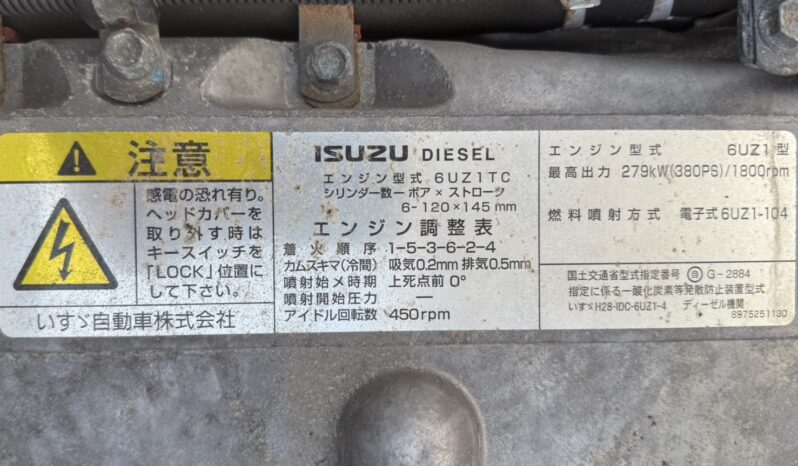 注意
感電の恐れ有り。
ヘッドカバーを
取り外す時は
キースイッチを
「LOCK」位置に
して下さい。
いすゞ自動車株式会社
ISUZU DIESEL
エンジン型式 6UZ1TC
シリンダー数ーボア×ストローク
6-120×145mm
エンジン調整表
着火順序 1-5-3-6-2-4
カムスキマ(冷間) 吸気0.2mm 排気0.5mm
噴射始メ時期 上死点前 0°
噴射開始圧力 ―
アイドル回転数 450rpm
エンジン型式 6UZ1型
最高出力 279kW(380PS)/1800rpm
燃料噴射方式 電子式6UZ1-104
国土交通省型式指定番号 自 G-2884
指定に係る一酸化炭素等発散防止装置型式
いすゞH28-IDC-6UZ1-4 ディーゼル機関
8975251130